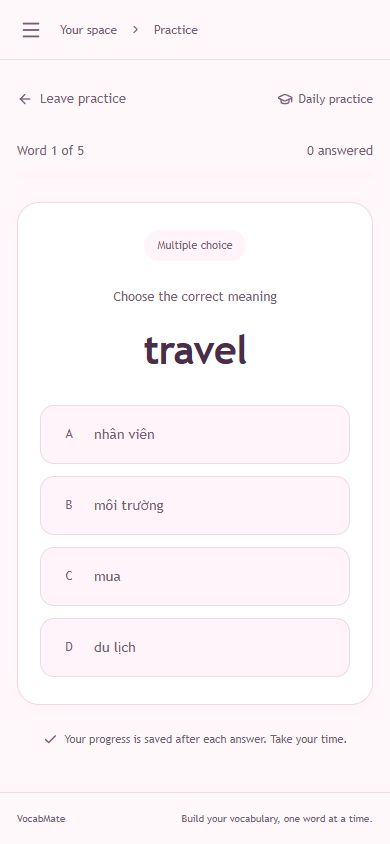 Your space > Practice
Leave practice
Daily practice
Word 1 of 5
0 answered
Multiple choice
Choose the correct meaning
travel
A nhân viên
B môi trường
C mua
D du lịch
Your progress is saved after each answer. Take your time.
VocabMate
Build your vocabulary, one word at a time.